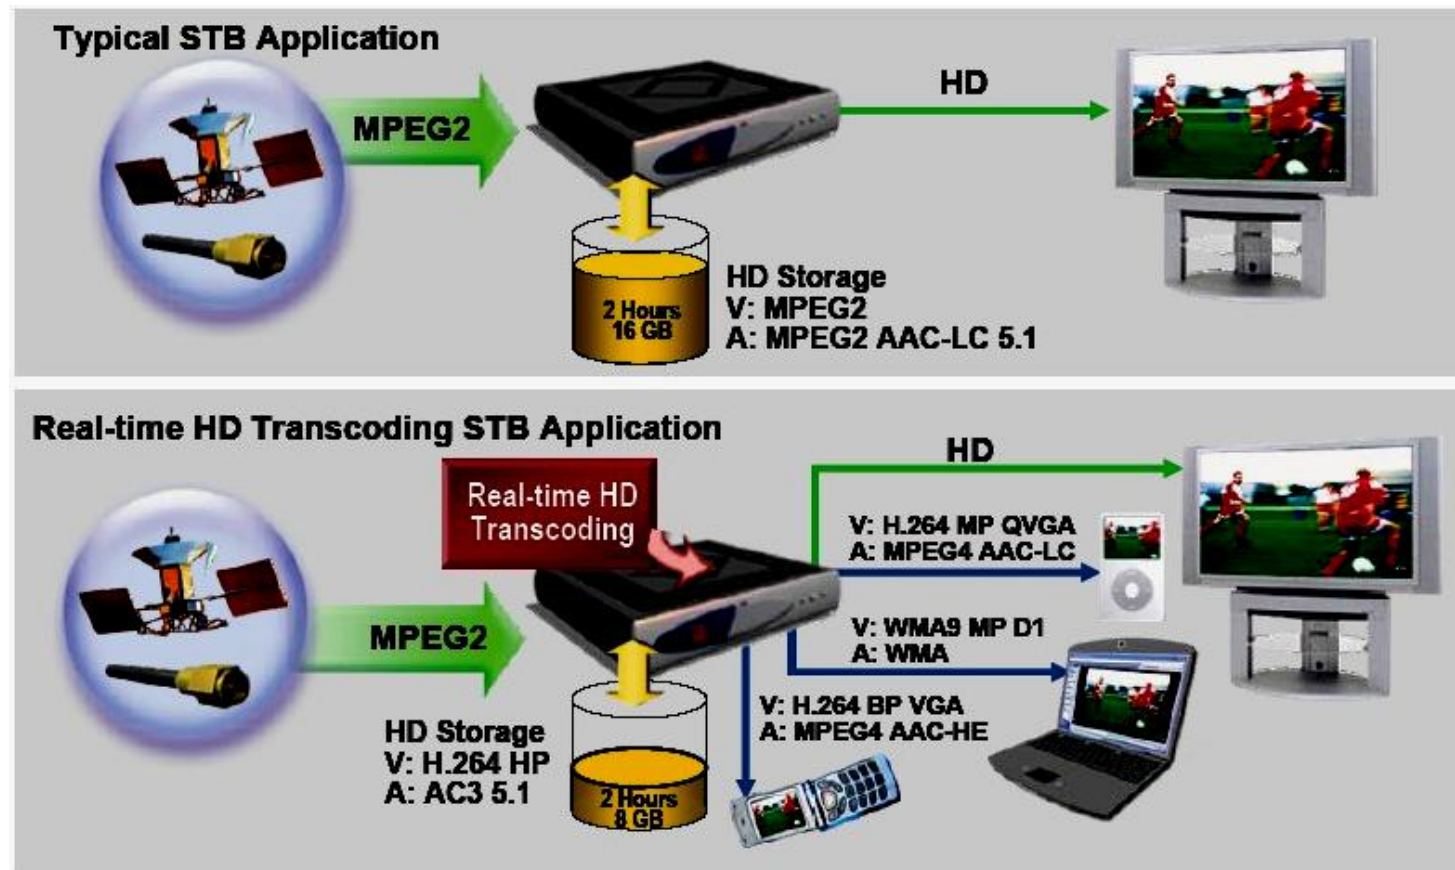 Typical STB Application
MPEG2
HD
2 Hours
16 GB
HD Storage
V: MPEG2
A: MPEG2 AAC-LC 5.1
Real-time HD Transcoding STB Application
Real-time HD
Transcoding
HD
V: H.264 MP QVGA
A: MPEG4 AAC-LC
MPEG2
V: WMA9 MP D1
A: WMA
V: H.264 BP VGA
A: MPEG4 AAC-HE
HD Storage
V: H.264 HP
A: AC3 5.1
2 Hours
8 GB